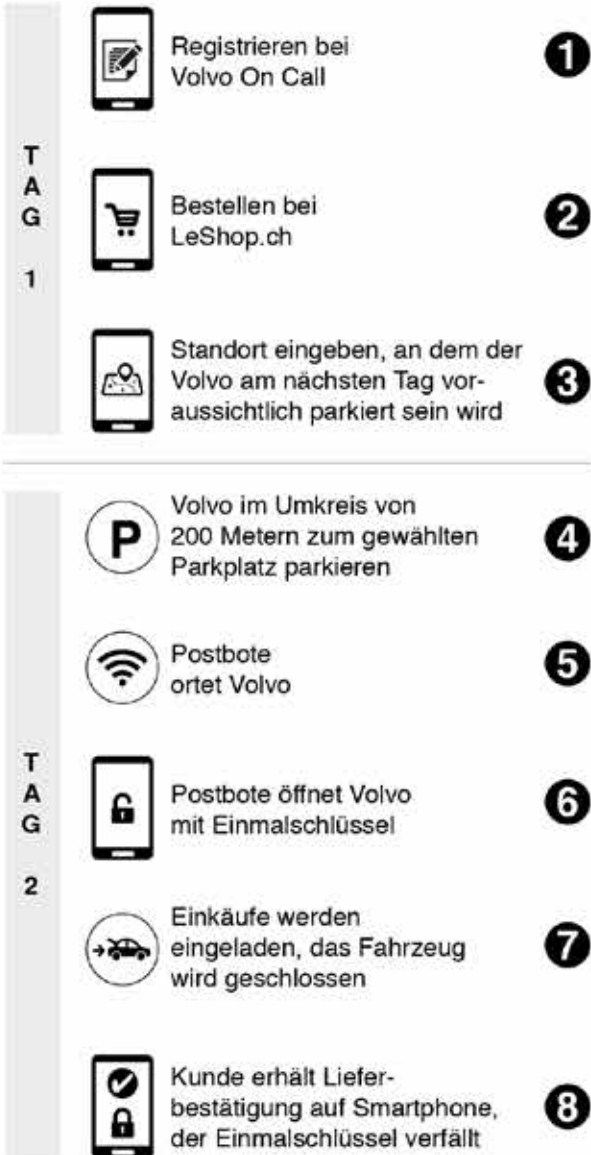 TAG 1
Registrieren bei
Volvo On Call
1
Bestellen bei
LeShop.ch
2
Standort eingeben, an dem der
Volvo am nächsten Tag vor-
aussichtlich parkiert sein wird
3
TAG 2
P
Volvo im Umkreis von
200 Metern zum gewählten
Parkplatz parkieren
4
Postbote
ortet Volvo
5
Postbote öffnet Volvo
mit Einmalschlüssel
6
Einkäufe werden
eingeladen, das Fahrzeug
wird geschlossen
7
Kunde erhält Liefer-
bestätigung auf Smartphone,
der Einmalschlüssel verfällt
8